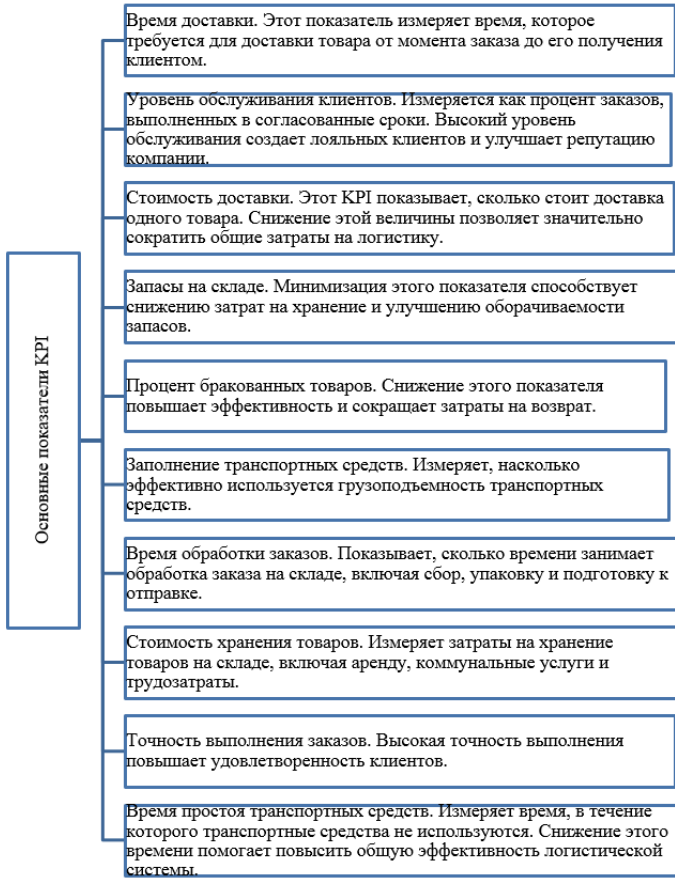 Основные показатели KPI
Время доставки. Этот показатель измеряет время, которое
требуется для доставки товара от момента заказа до его получения
клиентом.
Уровень обслуживания клиентов. Измеряется как процент заказов,
выполненных в согласованные сроки. Высокий уровень
обслуживания создает лояльных клиентов и улучшает репутацию
компании.
Стоимость доставки. Этот KPI показывает, сколько стоит доставка
одного товара. Снижение этой величины позволяет значительно
сократить общие затраты на логистику.
Запасы на складе. Минимизация этого показателя способствует
снижению затрат на хранение и улучшению оборачиваемости
запасов.
Процент бракованных товаров. Снижение этого показателя
повышает эффективность и сокращает затраты на возврат.
Заполнение транспортных средств. Измеряет, насколько
эффективно используется грузоподъемность транспортных
средств.
Время обработки заказов. Показывает, сколько времени занимает
обработка заказа на складе, включая сбор, упаковку и подготовку к
отправке.
Стоимость хранения товаров. Измеряет затраты на хранение
товаров на складе, включая аренду, коммунальные услуги и
трудозатраты.
Точность выполнения заказов. Высокая точность выполнения
повышает удовлетворенность клиентов.
Время простоя транспортных средств. Измеряет время, в течение
которого транспортные средства не используются. Снижение этого
времени помогает повысить общую эффективность логистической
системы.